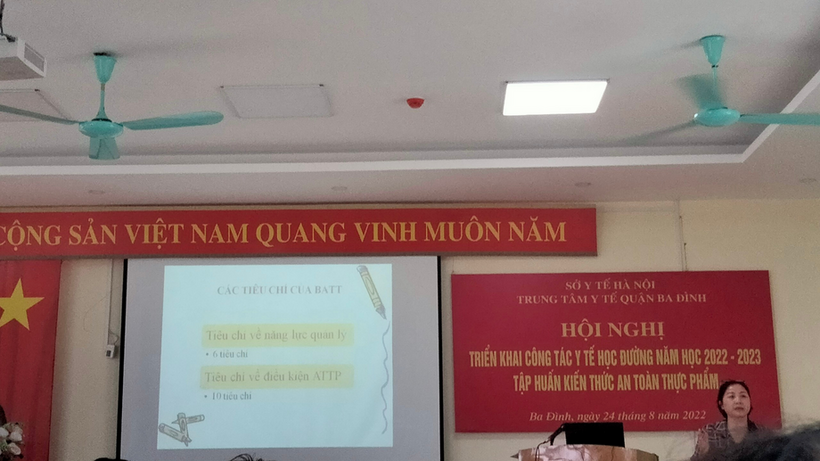 CỘNG SẢN VIỆT NAM QUANG VINH MUÔN NĂM
CÁC TIÊU CHÍ CỦA BATT
Tiêu chí về năng lực quản lý
• 6 tiêu chí
Tiêu chí về điều kiện ATTP
• 10 tiêu chí
SỞ Y TẾ HÀ NỘI
TRUNG TÂM Y TẾ QUẬN BA ĐÌNH
HỘI NGHỊ
TRIỂN KHAI CÔNG TÁC Y TẾ HỌC ĐƯỜNG NĂM HỌC 2022 - 2023
TẬP HUẤN KIẾN THỨC AN TOÀN THỰC PHẨM
Ba Đình, ngày 24 tháng 8 năm 2022